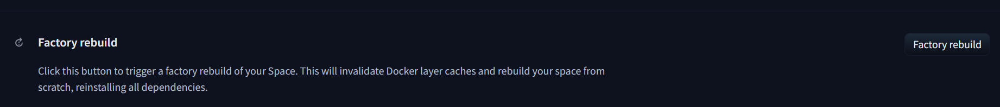 Factory rebuild
Factory rebuild
Click this button to trigger a factory rebuild of your Space. This will invalidate Docker layer caches and rebuild your space from
scratch, reinstalling all dependencies.